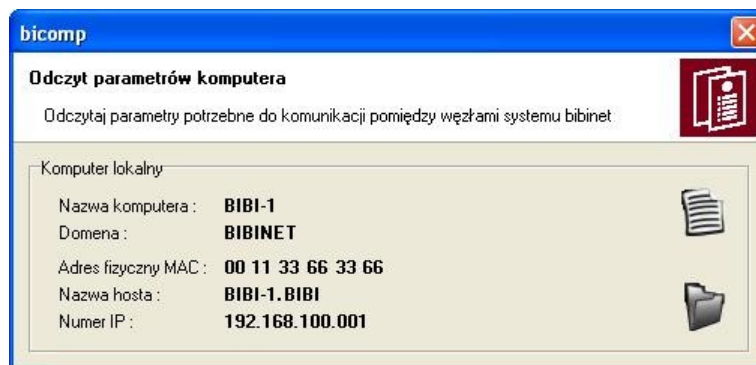 bicomp
Odczyt parametrów komputera
Odczytaj parametry potrzebne do komunikacji pomiędzy węzłami systemu bibinet
Komputer lokalny
Nazwa komputera : BIBI-1
Domena : BIBINET
Adres fizyczny MAC : 00 11 33 66 33 66
Nazwa hosta : BIBI-1.BIBI
Numer IP : 192.168.100.001